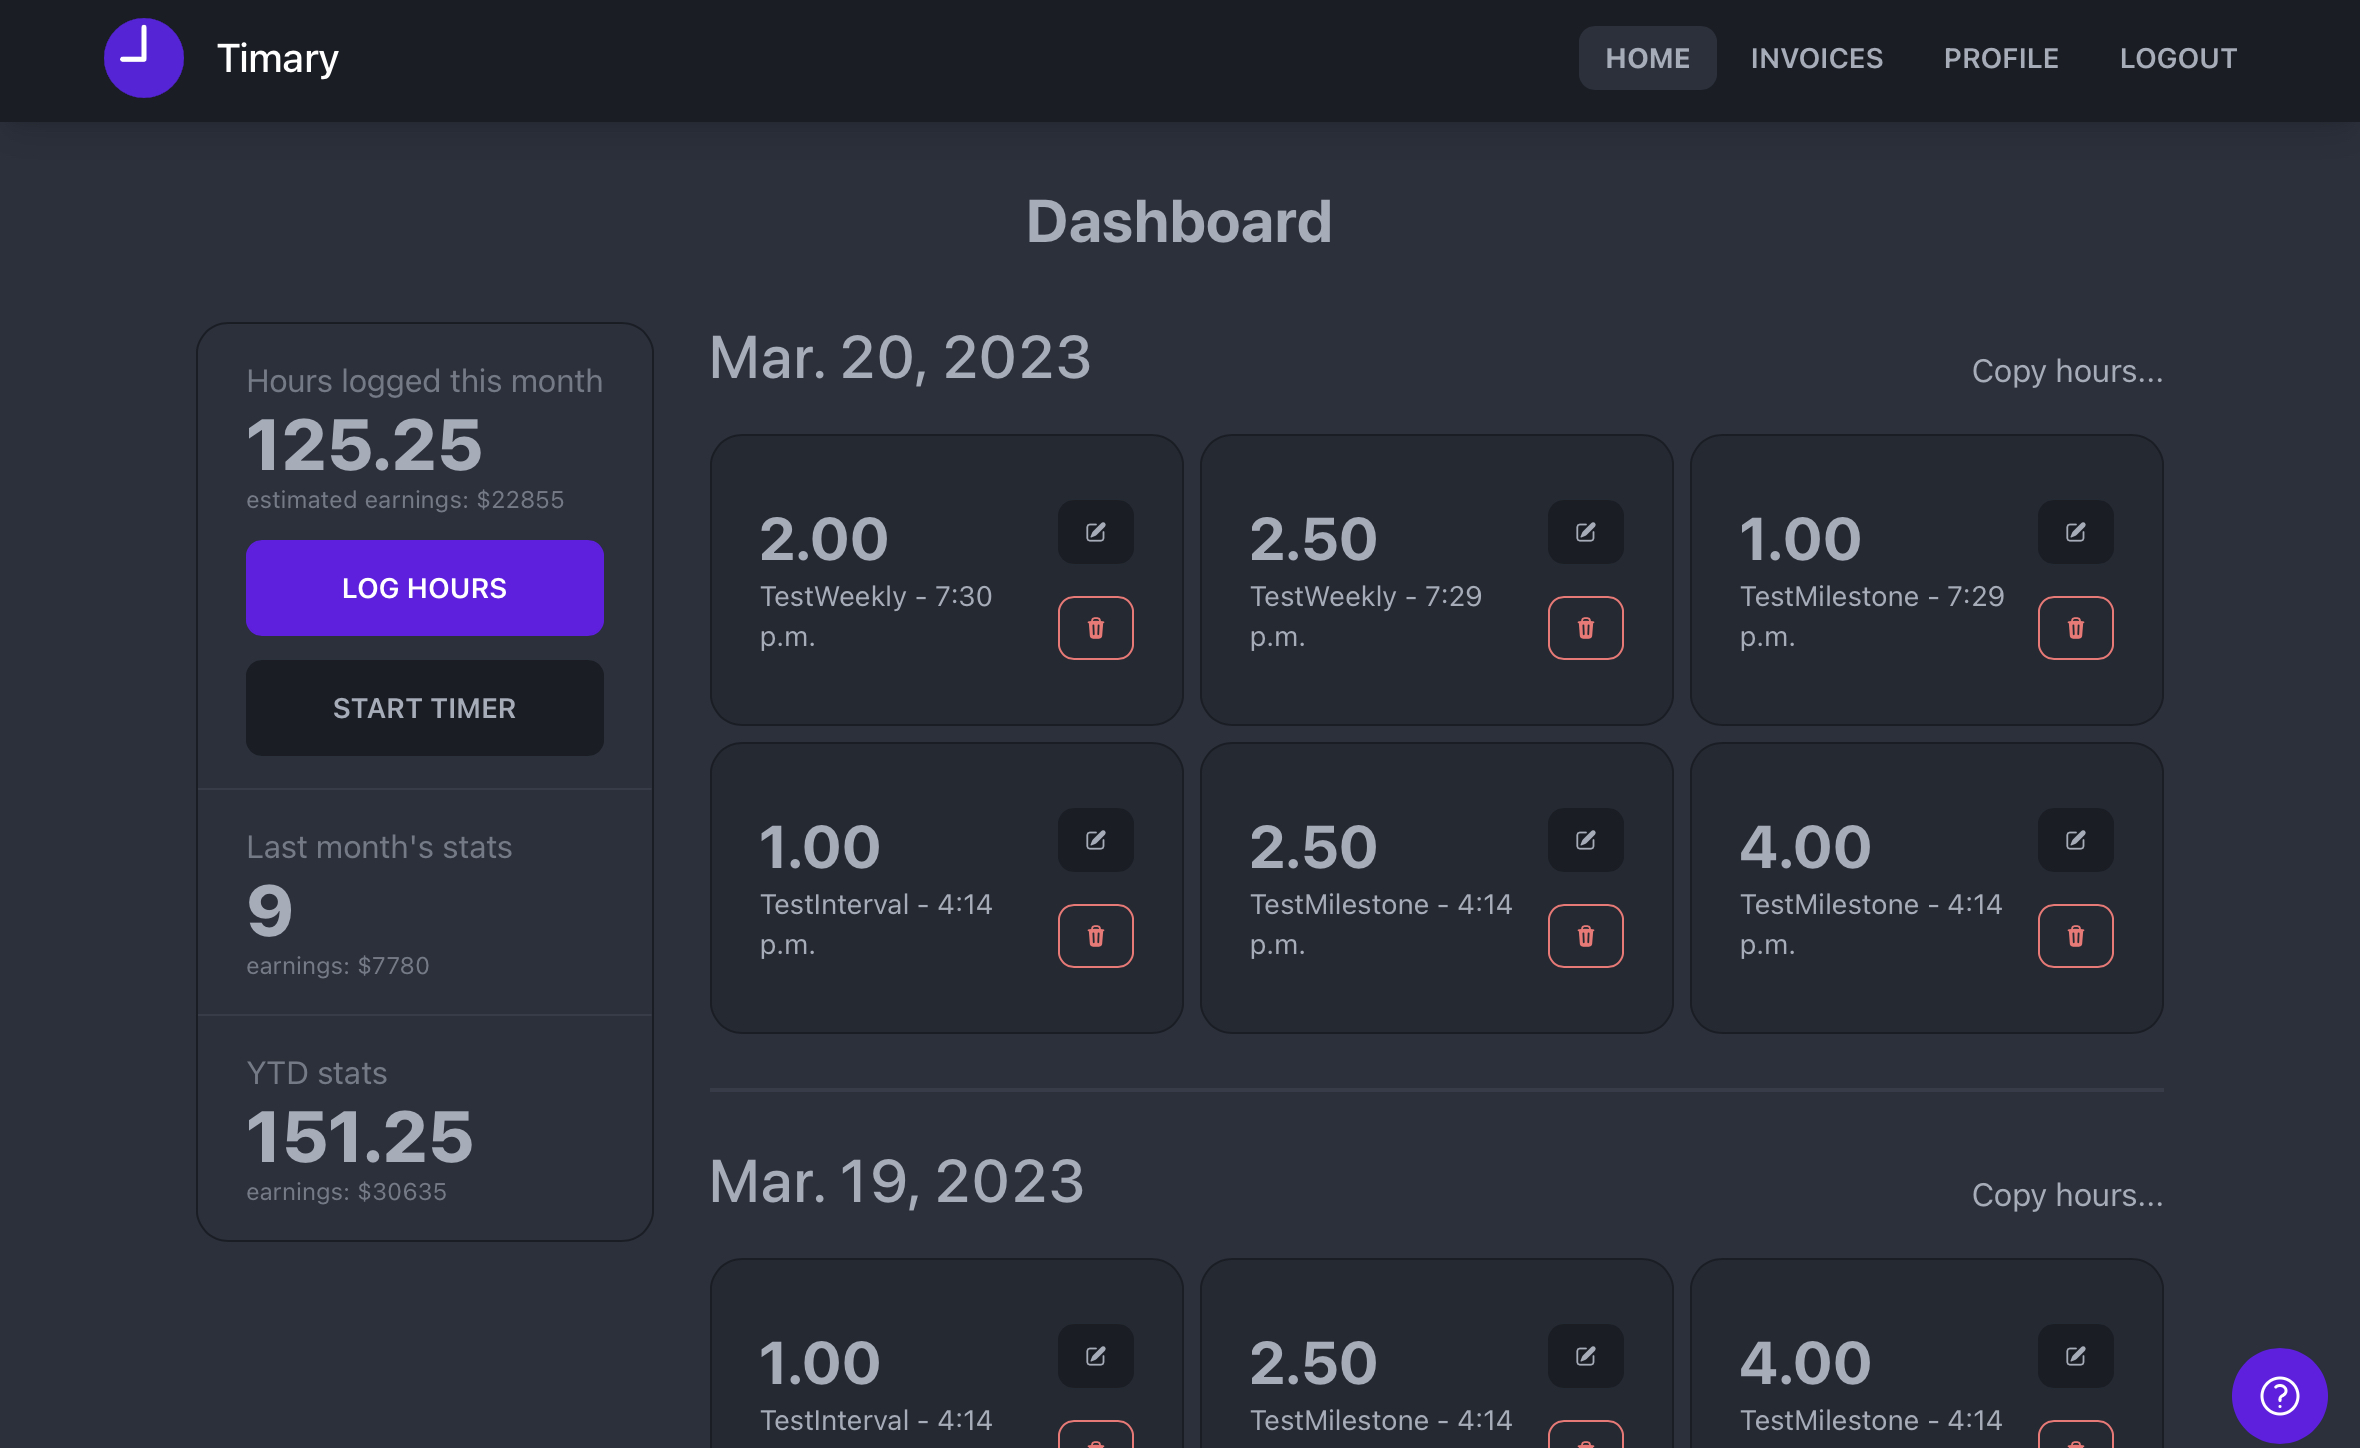 Timary
HOME
INVOICES
PROFILE
LOGOUT
Dashboard
Hours logged this month
125.25
estimated earnings: $22855
LOG HOURS
START TIMER
Last month's stats
9
earnings: $7780
YTD stats
151.25
earnings: $30635
Mar. 20, 2023
Copy hours...
2.00
TestWeekly - 7:30
p.m.
2.50
TestWeekly - 7:29
p.m.
1.00
TestMilestone - 7:29
p.m.
1.00
TestInterval - 4:14
p.m.
2.50
TestMilestone - 4:14
p.m.
4.00
TestMilestone - 4:14
p.m.
Mar. 19, 2023
Copy hours...
1.00
TestInterval - 4:14
2.50
TestMilestone - 4:14
4.00
TestMilestone - 4:14
?